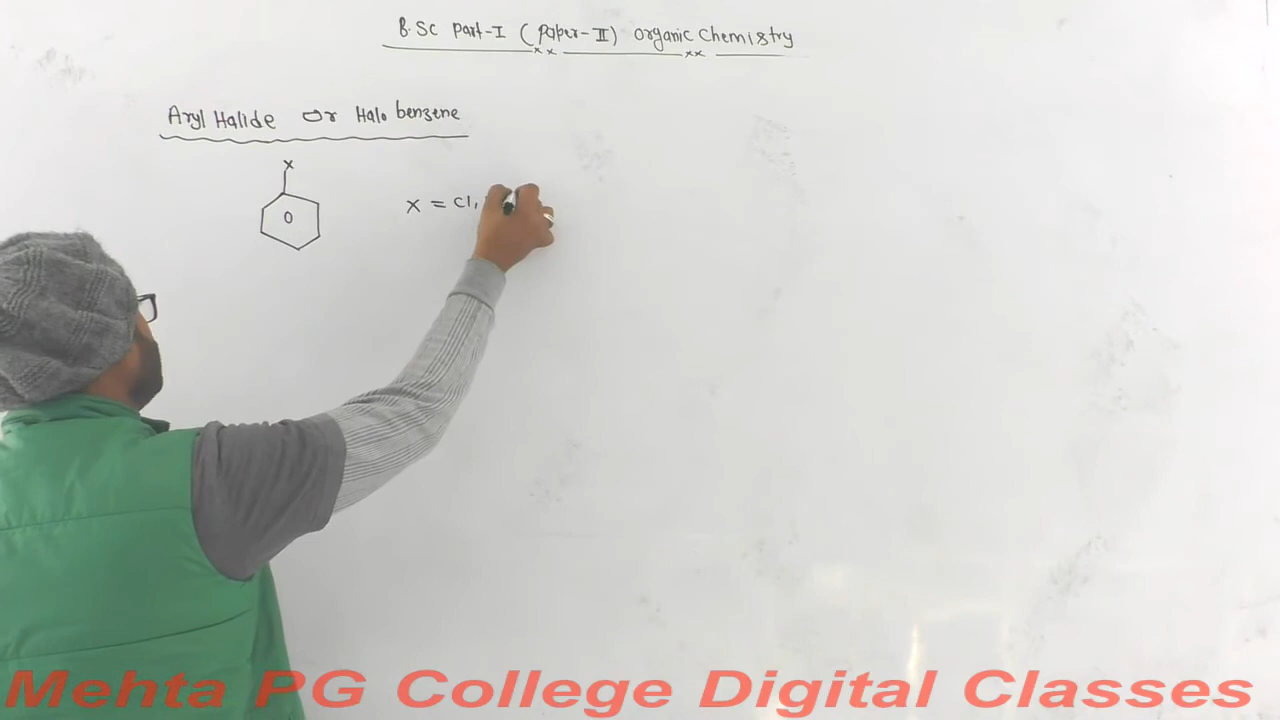 B.Sc Part-I (Paper-II) Organic Chemistry
Aryl Halide Or Halo benzene
X
X = Cl,
Mehta PG College Digital Classes